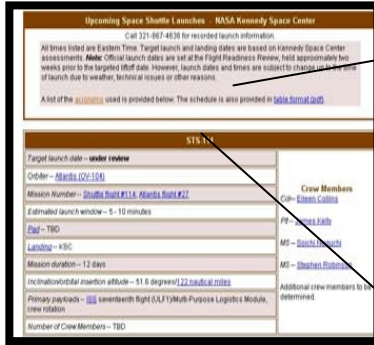 Upcoming Space Shuttle Launches - NASA Kennedy Space Center
Call 321-867-4636 for recorded launch information.
All times listed are Eastern Time. Target launch and landing dates are based on Kennedy Space Center
assessments. Note: Official launch dates are set at the Flight Readiness Review, held approximately two
weeks prior to the targeted liftoff date. However, launch dates and times are subject to change up to the time
of launch due to weather, technical issues or other reasons.
A list of the acronyms used is provided below. The schedule is also provided in table format (pdf).
Target launch date -- under review
Orbiter -- Atlantis (OV-104)
Mission Number -- Shuttle flight #114; Atlantis flight #27
Estimated launch window -- 5 - 10 minutes
Pad -- TBD
Landing -- KSC
Mission duration -- 12 days
Inclination/orbital insertion altitude -- 51.6 degrees/122 nautical miles
Primary payloads -- ISS seventeenth flight (ULF1)/Multi-Purpose Logistics Module,
crew rotation
Number of Crew Members -- TBD
Crew Members
Cdr -- Eileen Collins
Plt -- James Kelly
MS -- Soichi Noguchi
MS -- Stephen Robinson
Additional crew members to be
determined.